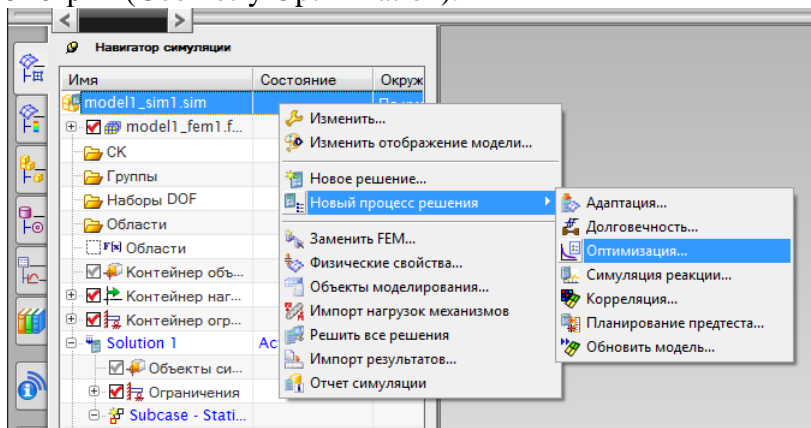 Навигатор симуляции
Имя Состояние Окруж
model1_sim1.sim
model1_fem1.f...
СК
Группы
Наборы DOF
Области
Области
Контейнер объ...
Контейнер наг...
Контейнер огр...
Solution 1 Ac
Объекты си...
Ограничения
Subcase - Stati...
Изменить...
Изменить отображение модели...
Новое решение...
Новый процесс решения
Заменить FEM...
Физические свойства...
Объекты моделирования...
Импорт нагрузок механизмов
Решить все решения
Импорт результатов...
Отчет симуляции
Адаптация...
Долговечность...
Оптимизация...
Симуляция реакции...
Корреляция...
Планирование предтеста...
Обновить модель...